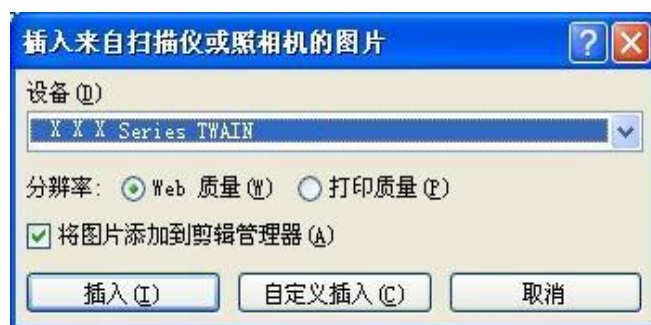 插入来自扫描仪或照相机的图片
设备(D)
X X X Series TWAIN
分辨率: Web 质量(W) 打印质量(P)
将图片添加到剪辑管理器(A)
插入(I) 自定义插入(C) 取消